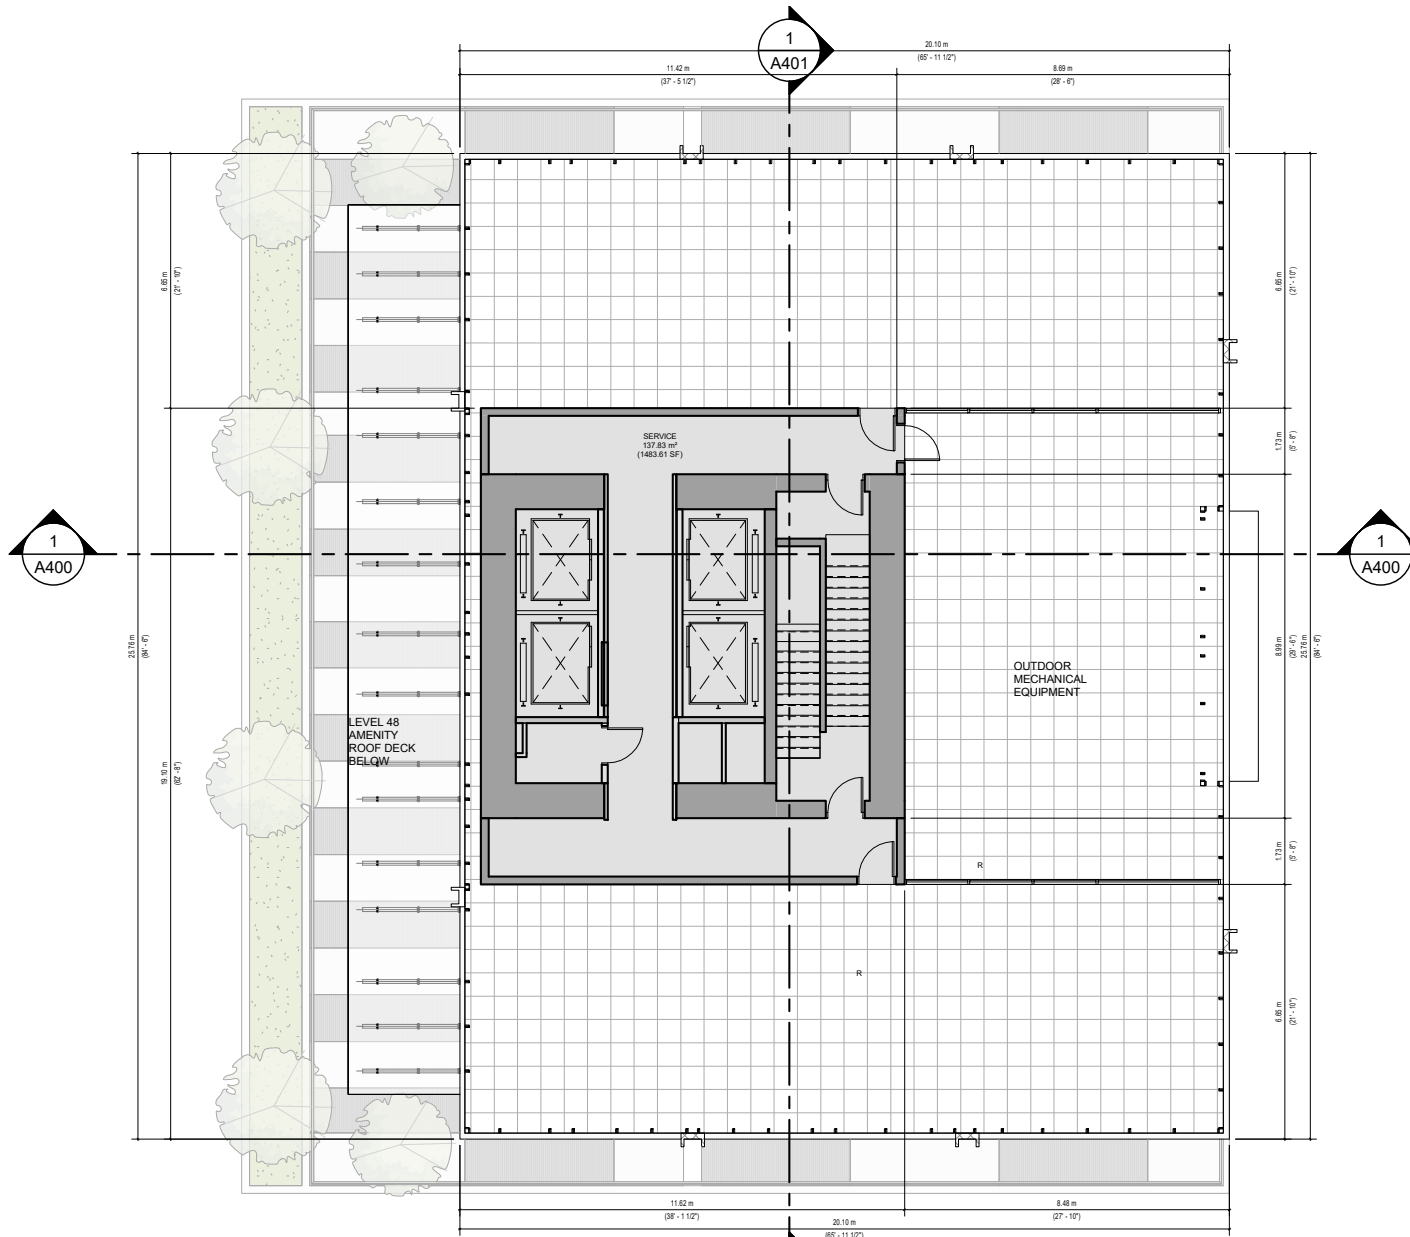 1
A401
20.10 m
(65' - 11 1/2")
11.42 m
(37' - 5 1/2")
8.69 m
(28' - 6")
6.65 m
(21' - 10")
6.65 m
(21' - 10")
SERVICE
137.83 m²
(1483.61 SF)
1.73 m
(5' - 8")
1
A400
1
A400
25.76 m
(84' - 6")
19.10 m
(62' - 8")
LEVEL 48
AMENITY
ROOF DECK
BELOW
OUTDOOR
MECHANICAL
EQUIPMENT
8.99 m
(29' - 6")
25.76 m
(84' - 6")
1.73 m
(5' - 8")
R
R
6.65 m
(21' - 10")
11.62 m
(38' - 1 1/2")
8.48 m
(27' - 10")
20.10 m
(65' - 11 1/2")